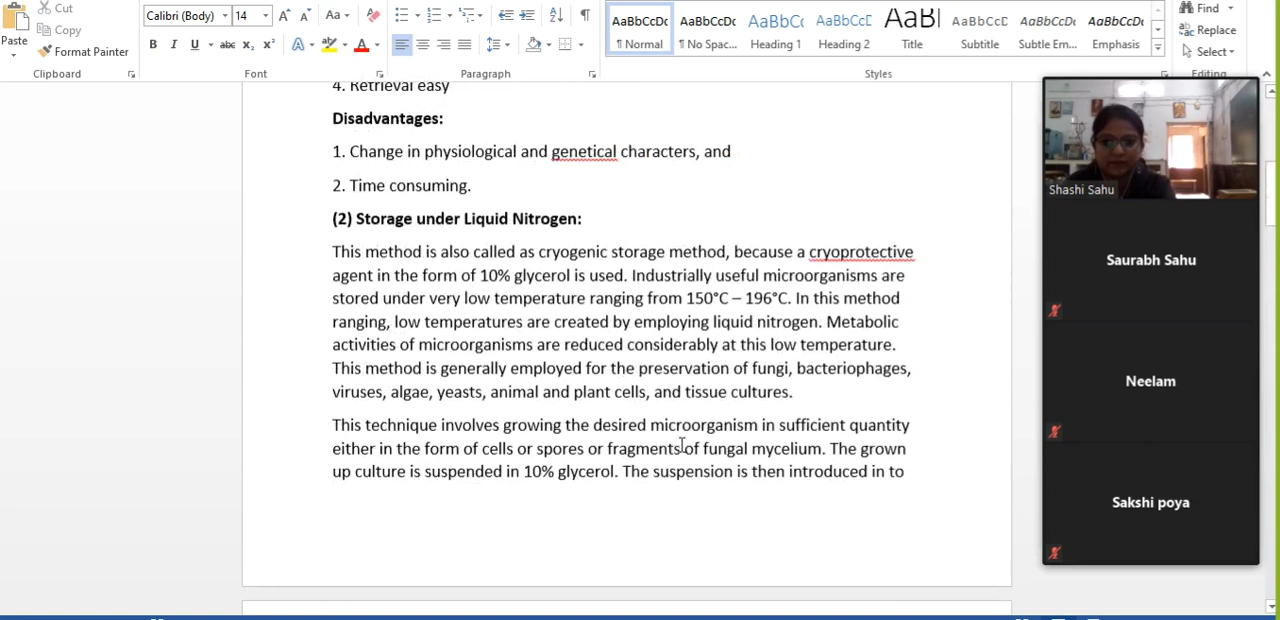 Cut
Copy
Paste
Format Painter
Clipboard
Calibri (Body)
14
Aa
B I U abc x₂ x²
A
ab
A
Font
Paragraph
AaBbCcDc
¶ Normal
AaBbCcDc
¶ No Spac...
AaBbCc
Heading 1
AaBbCcE
Heading 2
AaBl
Title
AaBbCcE
Subtitle
AaBbCcDc
Subtle Em...
AaBbCcDc
Emphasis
Styles
Find
Replace
Select
Editing
4. Retrieval easy
Disadvantages:
1. Change in physiological and genetical characters, and
2. Time consuming.
(2) Storage under Liquid Nitrogen:
This method is also called as cryogenic storage method, because a cryoprotective
agent in the form of 10% glycerol is used. Industrially useful microorganisms are
stored under very low temperature ranging from 150°C – 196°C. In this method
ranging, low temperatures are created by employing liquid nitrogen. Metabolic
activities of microorganisms are reduced considerably at this low temperature.
This method is generally employed for the preservation of fungi, bacteriophages,
viruses, algae, yeasts, animal and plant cells, and tissue cultures.
This technique involves growing the desired microorganism in sufficient quantity
either in the form of cells or spores or fragments of fungal mycelium. The grown
up culture is suspended in 10% glycerol. The suspension is then introduced in to
Shashi Sahu
Saurabh Sahu
Neelam
Sakshi poya